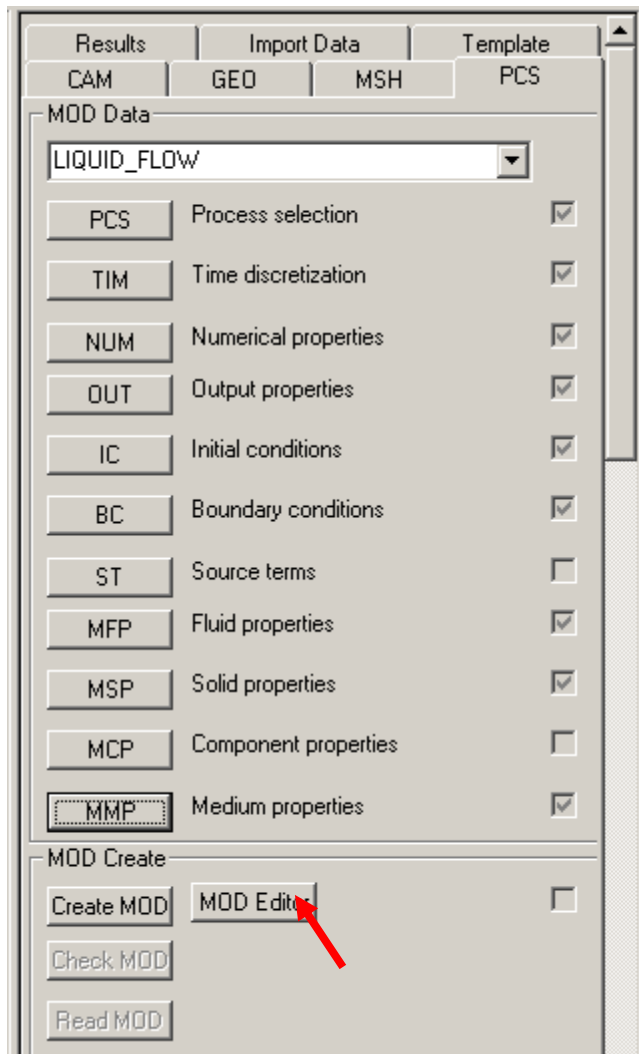 Results Import Data Template
CAM GEO MSH PCS
MOD Data
LIQUID_FLOW
PCS Process selection
TIM Time discretization
NUM Numerical properties
OUT Output properties
IC Initial conditions
BC Boundary conditions
ST Source terms
MFP Fluid properties
MSP Solid properties
MCP Component properties
MMP Medium properties
MOD Create
Create MOD MOD Editor
Check MOD
Read MOD